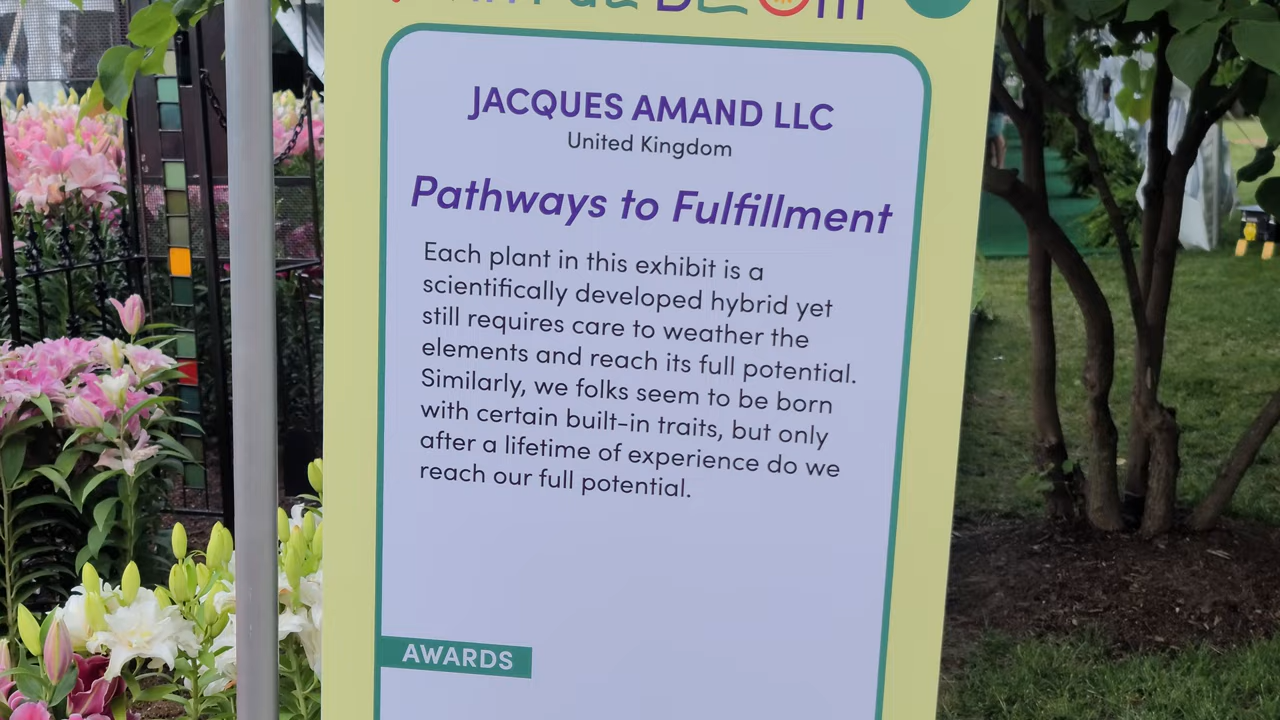 JACQUES AMAND LLC
United Kingdom
Pathways to Fulfillment
Each plant in this exhibit is a
scientifically developed hybrid yet
still requires care to weather the
elements and reach its full potential.
Similarly, we folks seem to be born
with certain built-in traits, but only
after a lifetime of experience do we
reach our full potential.
AWARDS